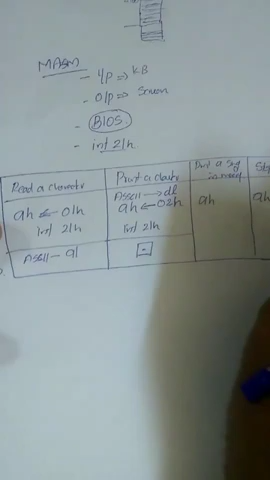 MASM
- I/p => KB
- O/p => Screen
- BIOS
- int 21h
Read a character
ah ← 01h
Int 21h
ASCII - al
Print a character
ASCII → dl
ah ← 02h
Int 21h
Print a
ah
ah